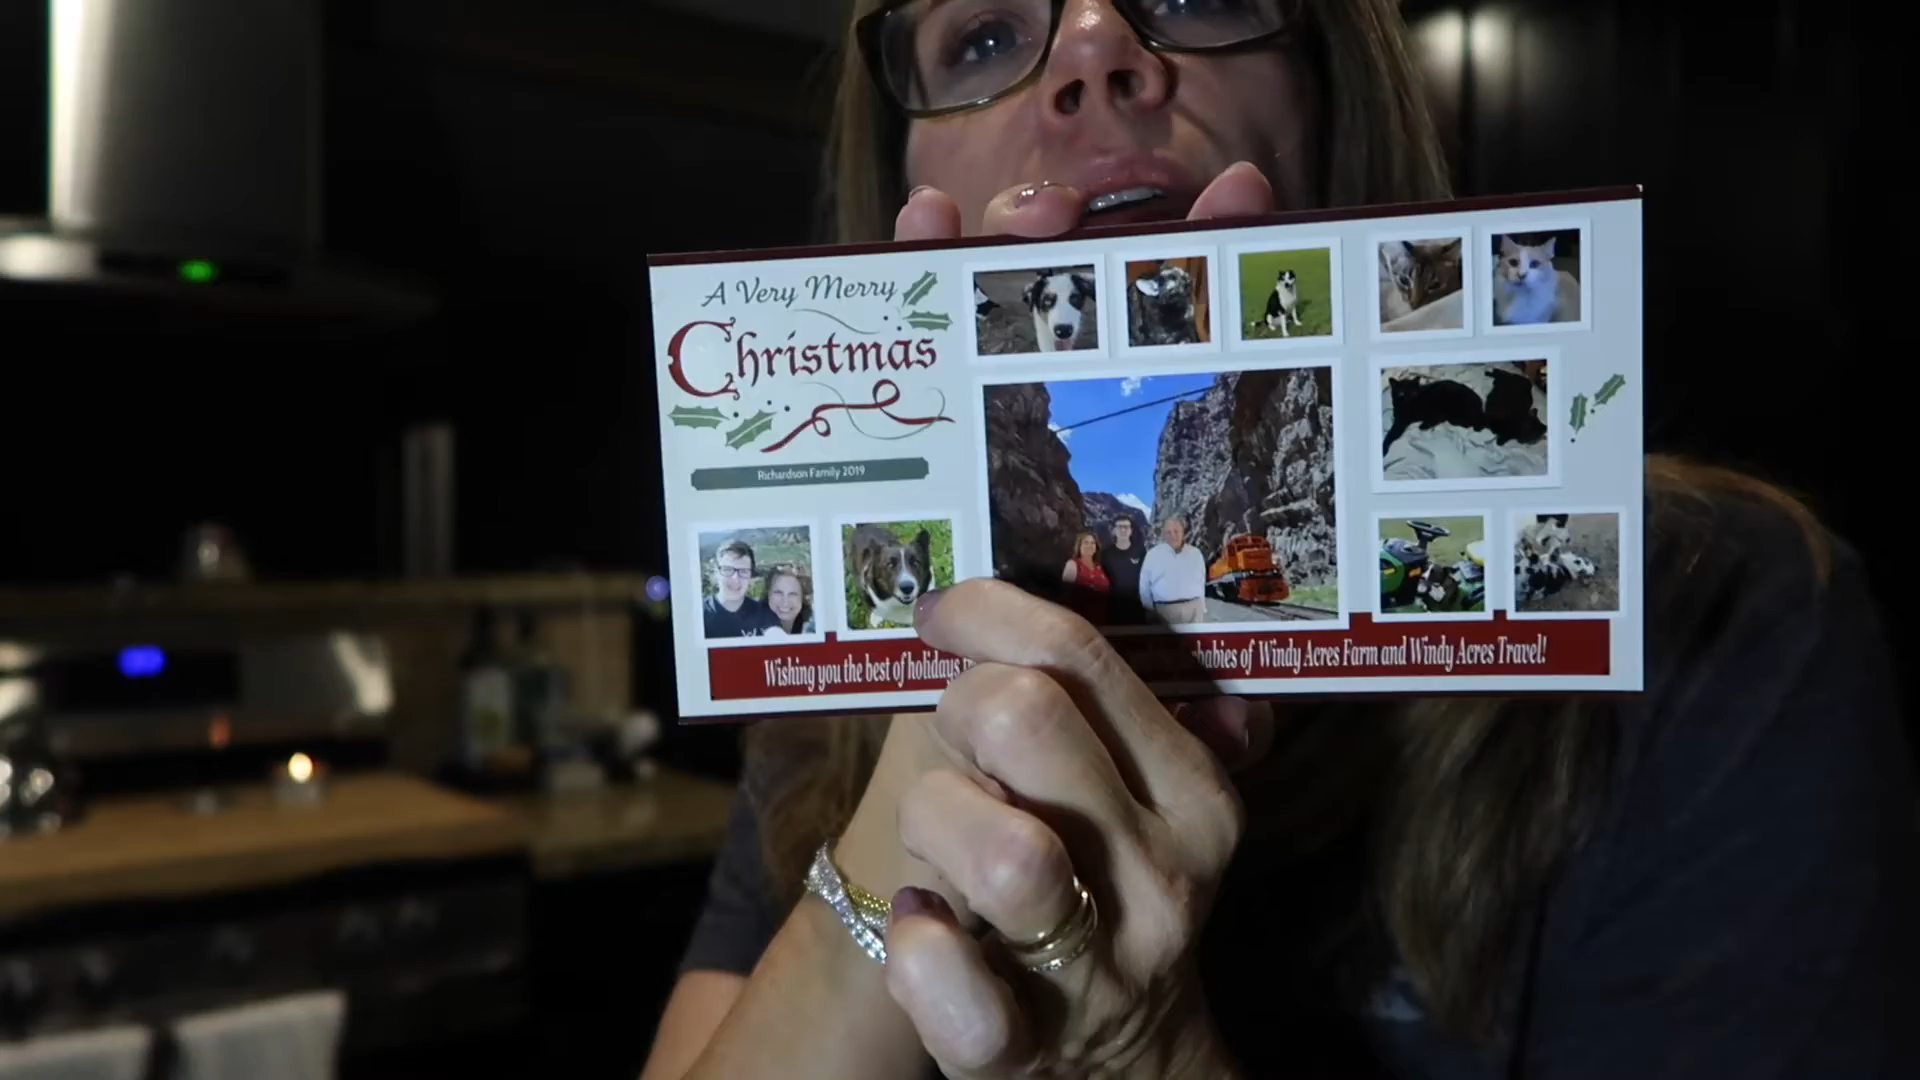 A Very Merry
Christmas
Richardson Family 2019
Wishing you the best of holidays babies of Windy Acres Farm and Windy Acres Travel!